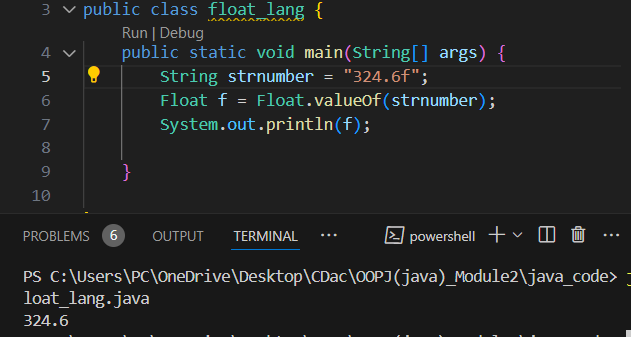 3 public class float_lang {
Run | Debug
4 public static void main(String[] args) {
5 String strnumber = "324.6f";
6 Float f = Float.valueOf(strnumber);
7 System.out.println(f);
8
9 }
10
PROBLEMS 6 OUTPUT TERMINAL ··· powershell
PS C:\Users\PC\OneDrive\Desktop\CDac\OOPJ(java)_Module2\java_code> j
loat_lang.java
324.6